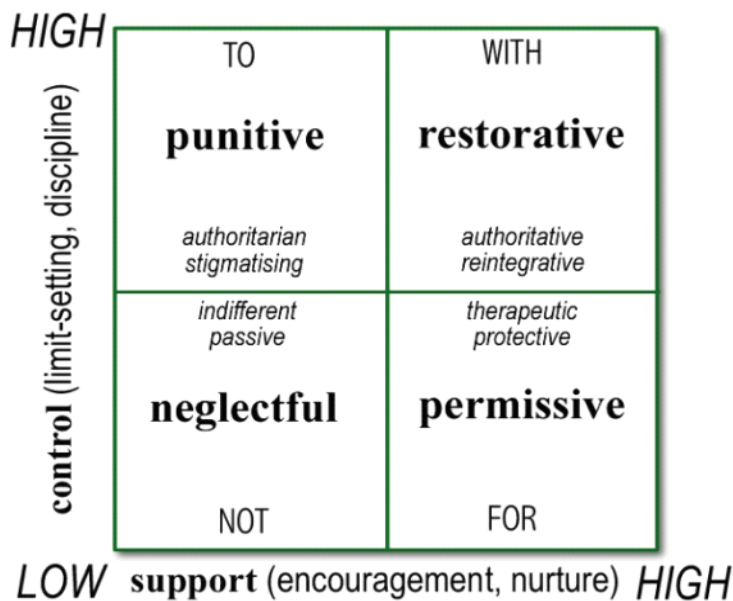 HIGH
TO
WITH
punitive
restorative
authoritarian
stigmatising
authoritative
reintegrative
indifferent
passive
therapeutic
protective
neglectful
permissive
NOT
FOR
control (limit-setting, discipline)
LOW support (encouragement, nurture) HIGH